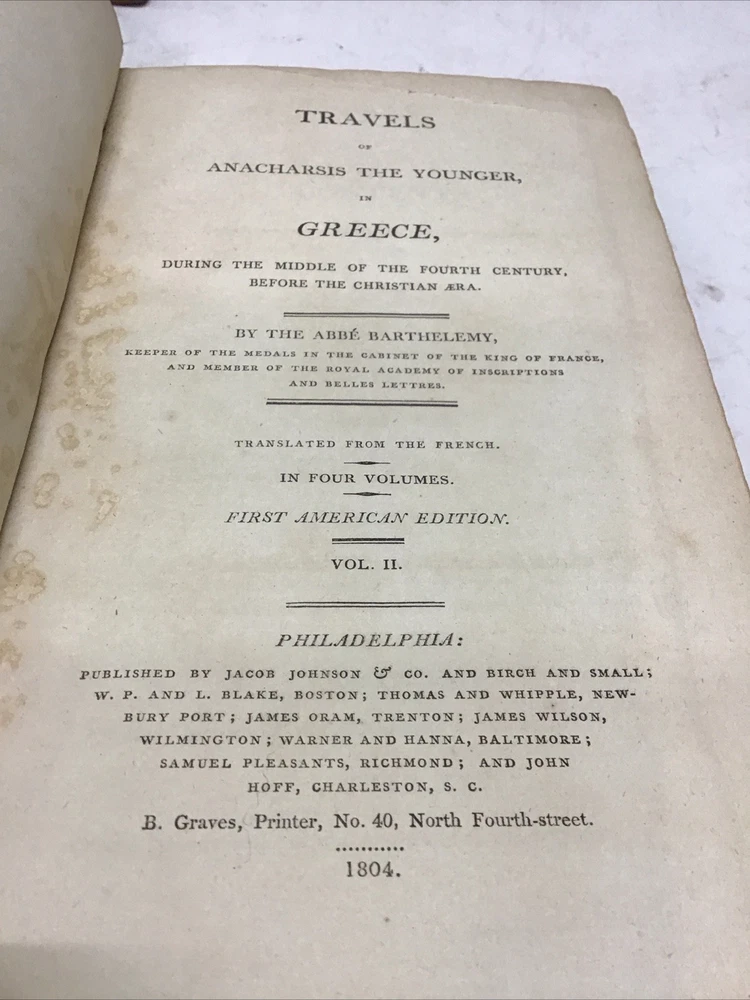 TRAVELS
OF
ANACHARSIS THE YOUNGER,
IN
GREECE,
DURING THE MIDDLE OF THE FOURTH CENTURY,
BEFORE THE CHRISTIAN ÆRA.
BY THE ABBÉ BARTHELEMY,
KEEPER OF THE MEDALS IN THE CABINET OF THE KING OF FRANCE,
AND MEMBER OF THE ROYAL ACADEMY OF INSCRIPTIONS
AND BELLES LETTRES.
TRANSLATED FROM THE FRENCH.
IN FOUR VOLUMES.
FIRST AMERICAN EDITION.
VOL. II.
PHILADELPHIA:
PUBLISHED BY JACOB JOHNSON & CO. AND BIRCH AND SMALL;
W. P. AND L. BLAKE, BOSTON; THOMAS AND WHIPPLE, NEW-
BURY PORT; JAMES ORAM, TRENTON; JAMES WILSON,
WILMINGTON; WARNER AND HANNA, BALTIMORE;
SAMUEL PLEASANTS, RICHMOND; AND JOHN
HOFF, CHARLESTON, S. C.
B. Graves, Printer, No. 40, North Fourth-street.
1804.